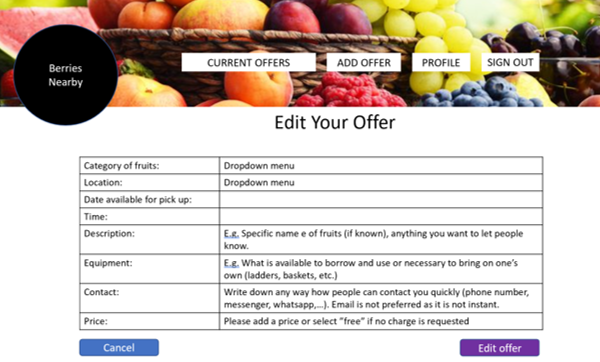 Berries
Nearby
CURRENT OFFERS
ADD OFFER
PROFILE
SIGN OUT
Edit Your Offer
Category of fruits: Dropdown menu
Location: Dropdown menu
Date available for pick up:
Time:
Description: E.g. Specific name e of fruits (if known), anything you want to let people
know.
Equipment: E.g. What is available to borrow and use or necessary to bring on one's
own (ladders, baskets, etc.)
Contact: Write down any way how people can contact you quickly (phone number,
messenger, whatsapp,...). Email is not preferred as it is not instant.
Price: Please add a price or select "free" if no charge is requested
Cancel
Edit offer